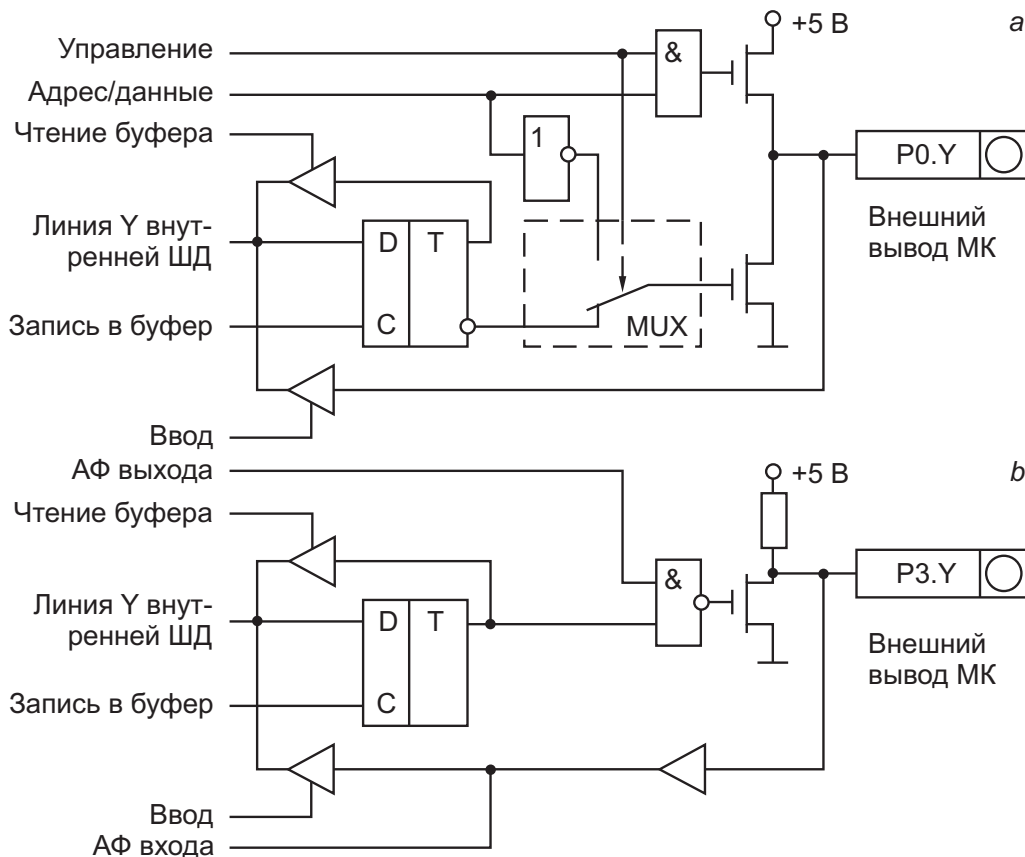 +5 В
a
Управление
&
Адрес/данные
Чтение буфера
1
P0.Y
Линия Y внут-
ренней ШД
D T
Внешний
вывод МК
Запись в буфер
C
MUX
Ввод
АФ выхода
+5 В
b
Чтение буфера
&
P3.Y
Линия Y внут-
ренней ШД
D T
Внешний
вывод МК
Запись в буфер
C
Ввод
АФ входа